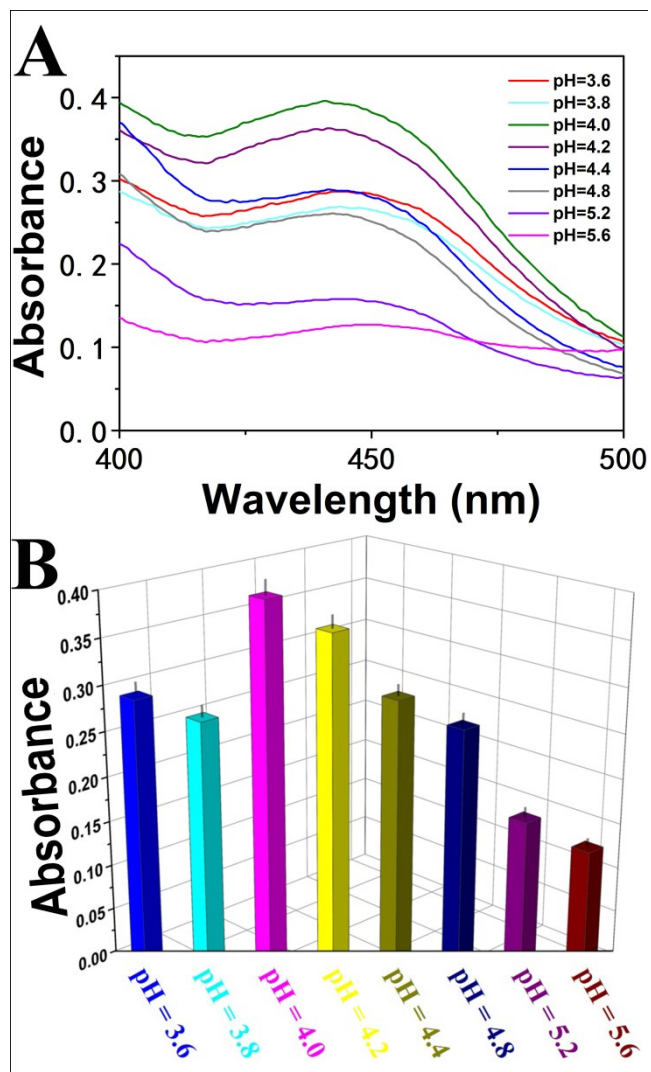 A
Absorbance
0.4
0.3
0.2
0.1
0.0
400
450
500
Wavelength (nm)
pH=3.6
pH=3.8
pH=4.0
pH=4.2
pH=4.4
pH=4.8
pH=5.2
pH=5.6
B
Absorbance
0.40
0.35
0.30
0.25
0.20
0.15
0.10
0.05
0.00
pH = 3.6
pH = 3.8
pH = 4.0
pH = 4.2
pH = 4.4
pH = 4.8
pH = 5.2
pH = 5.6